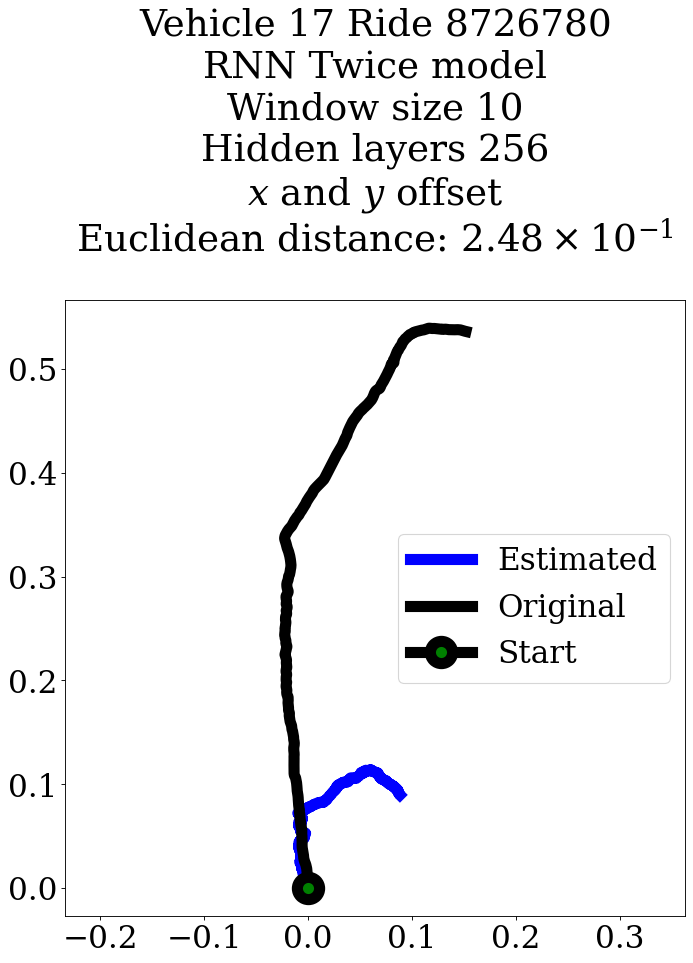 Vehicle 17 Ride 8726780
RNN Twice model
Window size 10
Hidden layers 256
x and y offset
Euclidean distance: 2.48 × 10⁻¹
0.5
0.4
0.3
0.2
0.1
0.0
Estimated
Original
Start
−0.2 −0.1 0.0 0.1 0.2 0.3